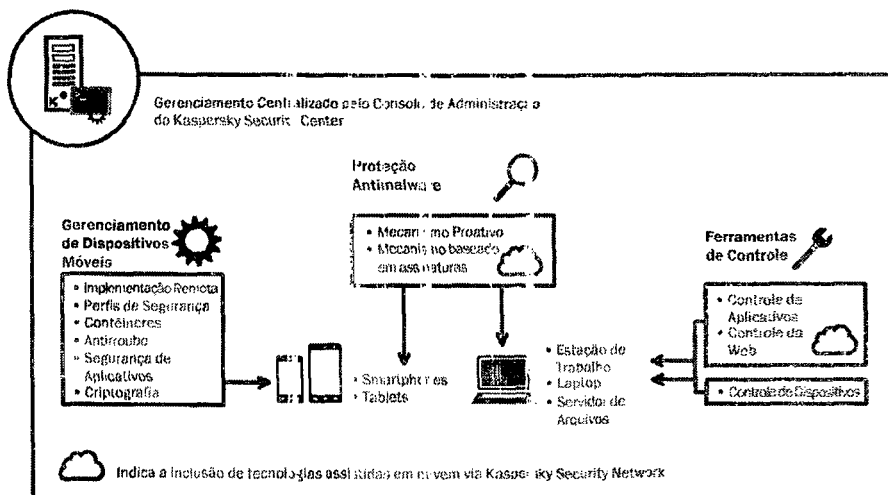 Gerenciamento Centralizado pelo Console de Administração
do Kaspersky Security Center
Proteção
Antimalware
• Mecanismo Proativo
• Mecanismo baseado
em assinaturas
Gerenciamento
de Dispositivos
Móveis
• Implementação Remota
• Perfis de Segurança
• Contêineres
• Antirroubo
• Segurança de
Aplicativos
• Criptografia
• Smartphones
• Tablets
• Estação de
Trabalho
• Laptop
• Servidor de
Arquivos
Ferramentas
de Controle
• Controle de
Aplicativos
• Controle da
Web
• Controle de Dispositivos
Indica a inclusão de tecnologias assistidas em nuvem via Kaspersky Security Network